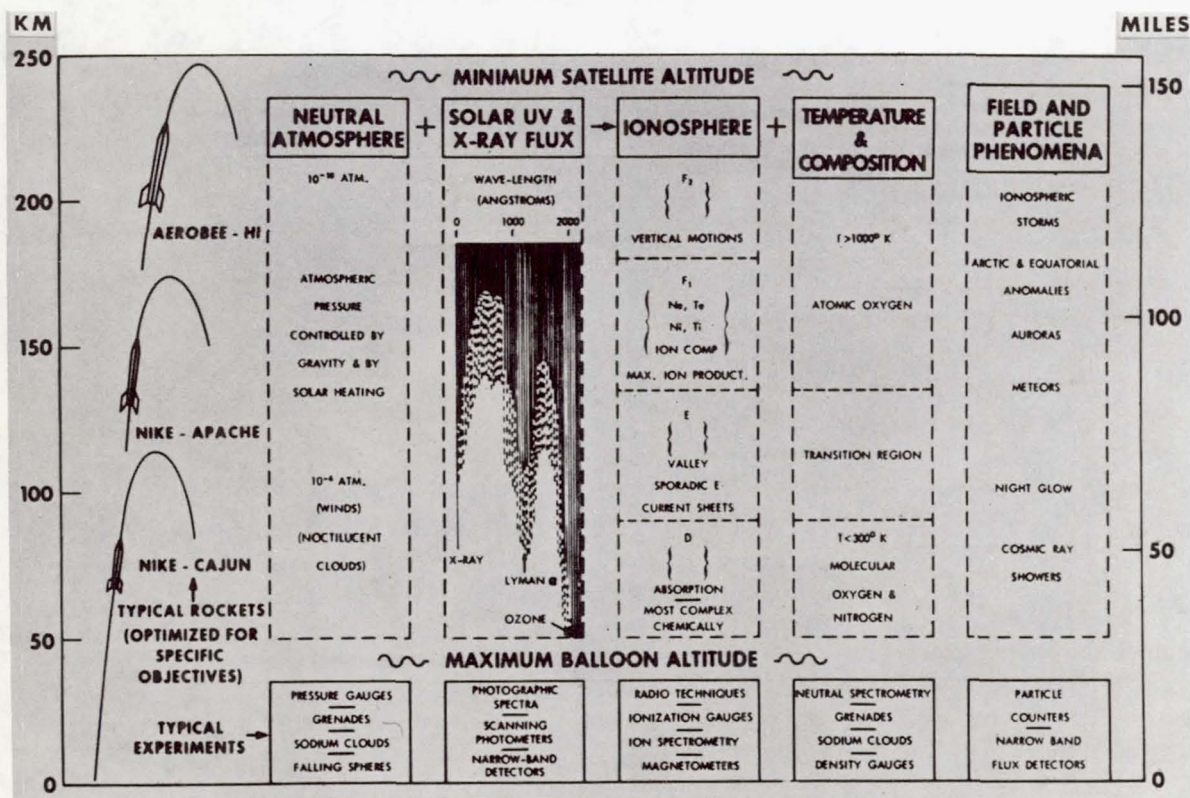 KM
MILES
250
200
150
100
50
0
150
100
50
0
MINIMUM SATELLITE ALTITUDE
AEROBEE - HI
NIKE - APACHE
NIKE - CAJUN
TYPICAL ROCKETS
(OPTIMIZED FOR
SPECIFIC
OBJECTIVES)
TYPICAL
EXPERIMENTS
NEUTRAL
ATMOSPHERE
+
SOLAR UV &
X-RAY FLUX
IONOSPHERE
+
TEMPERATURE
&
COMPOSITION
FIELD AND
PARTICLE
PHENOMENA
10⁻¹⁰ ATM.
ATMOSPHERIC
PRESSURE
CONTROLLED BY
GRAVITY & BY
SOLAR HEATING
10⁻⁶ ATM.
(WINDS)
(NOCTILUCENT
CLOUDS)
WAVE-LENGTH
(ANGSTROMS)
0 1000 2000
X-RAY
LYMAN α
OZONE
F₂
VERTICAL MOTIONS
F₁
Ne, Te
Ni, Ti
ION COMP
MAX. ION PRODUCT.
E
VALLEY
SPORADIC E
CURRENT SHEETS
D
ABSORPTION
MOST COMPLEX
CHEMICALLY
T>1000° K
ATOMIC OXYGEN
TRANSITION REGION
T<300° K
MOLECULAR
OXYGEN &
NITROGEN
IONOSPHERIC
STORMS
ARCTIC & EQUATORIAL
ANOMALIES
AURORAS
METEORS
NIGHT GLOW
COSMIC RAY
SHOWERS
MAXIMUM BALLOON ALTITUDE
PRESSURE GAUGES
GRENADES
SODIUM CLOUDS
FALLING SPHERES
PHOTOGRAPHIC
SPECTRA
SCANNING
PHOTOMETERS
NARROW-BAND
DETECTORS
RADIO TECHNIQUES
IONIZATION GAUGES
ION SPECTROMETRY
MAGNETOMETERS
NEUTRAL SPECTROMETRY
GRENADES
SODIUM CLOUDS
DENSITY GAUGES
PARTICLE
COUNTERS
NARROW BAND
FLUX DETECTORS